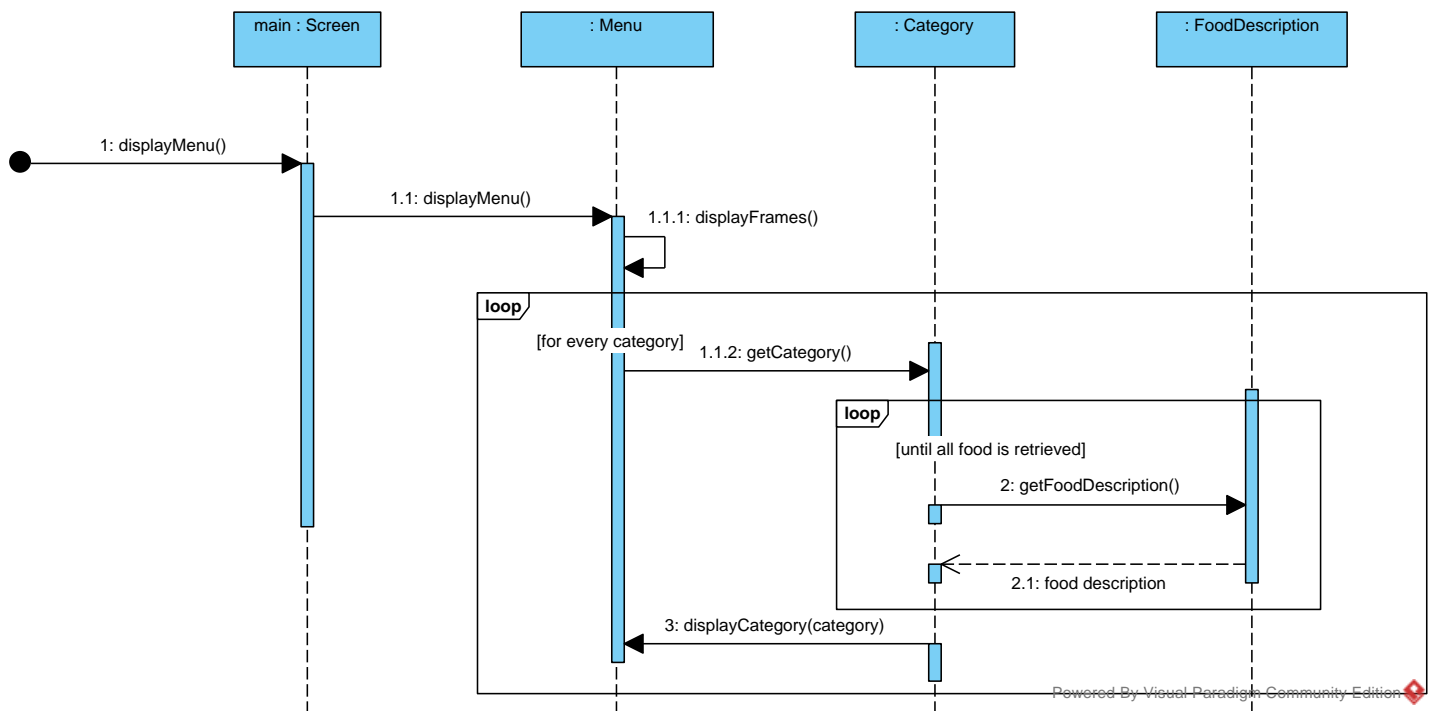 main : Screen
: Menu
: Category
: FoodDescription
1: displayMenu()
1.1: displayMenu()
1.1.1: displayFrames()
loop
[for every category]
1.1.2: getCategory()
loop
[until all food is retrieved]
2: getFoodDescription()
2.1: food description
3: displayCategory(category)
Powered By Visual Paradigm Community Edition